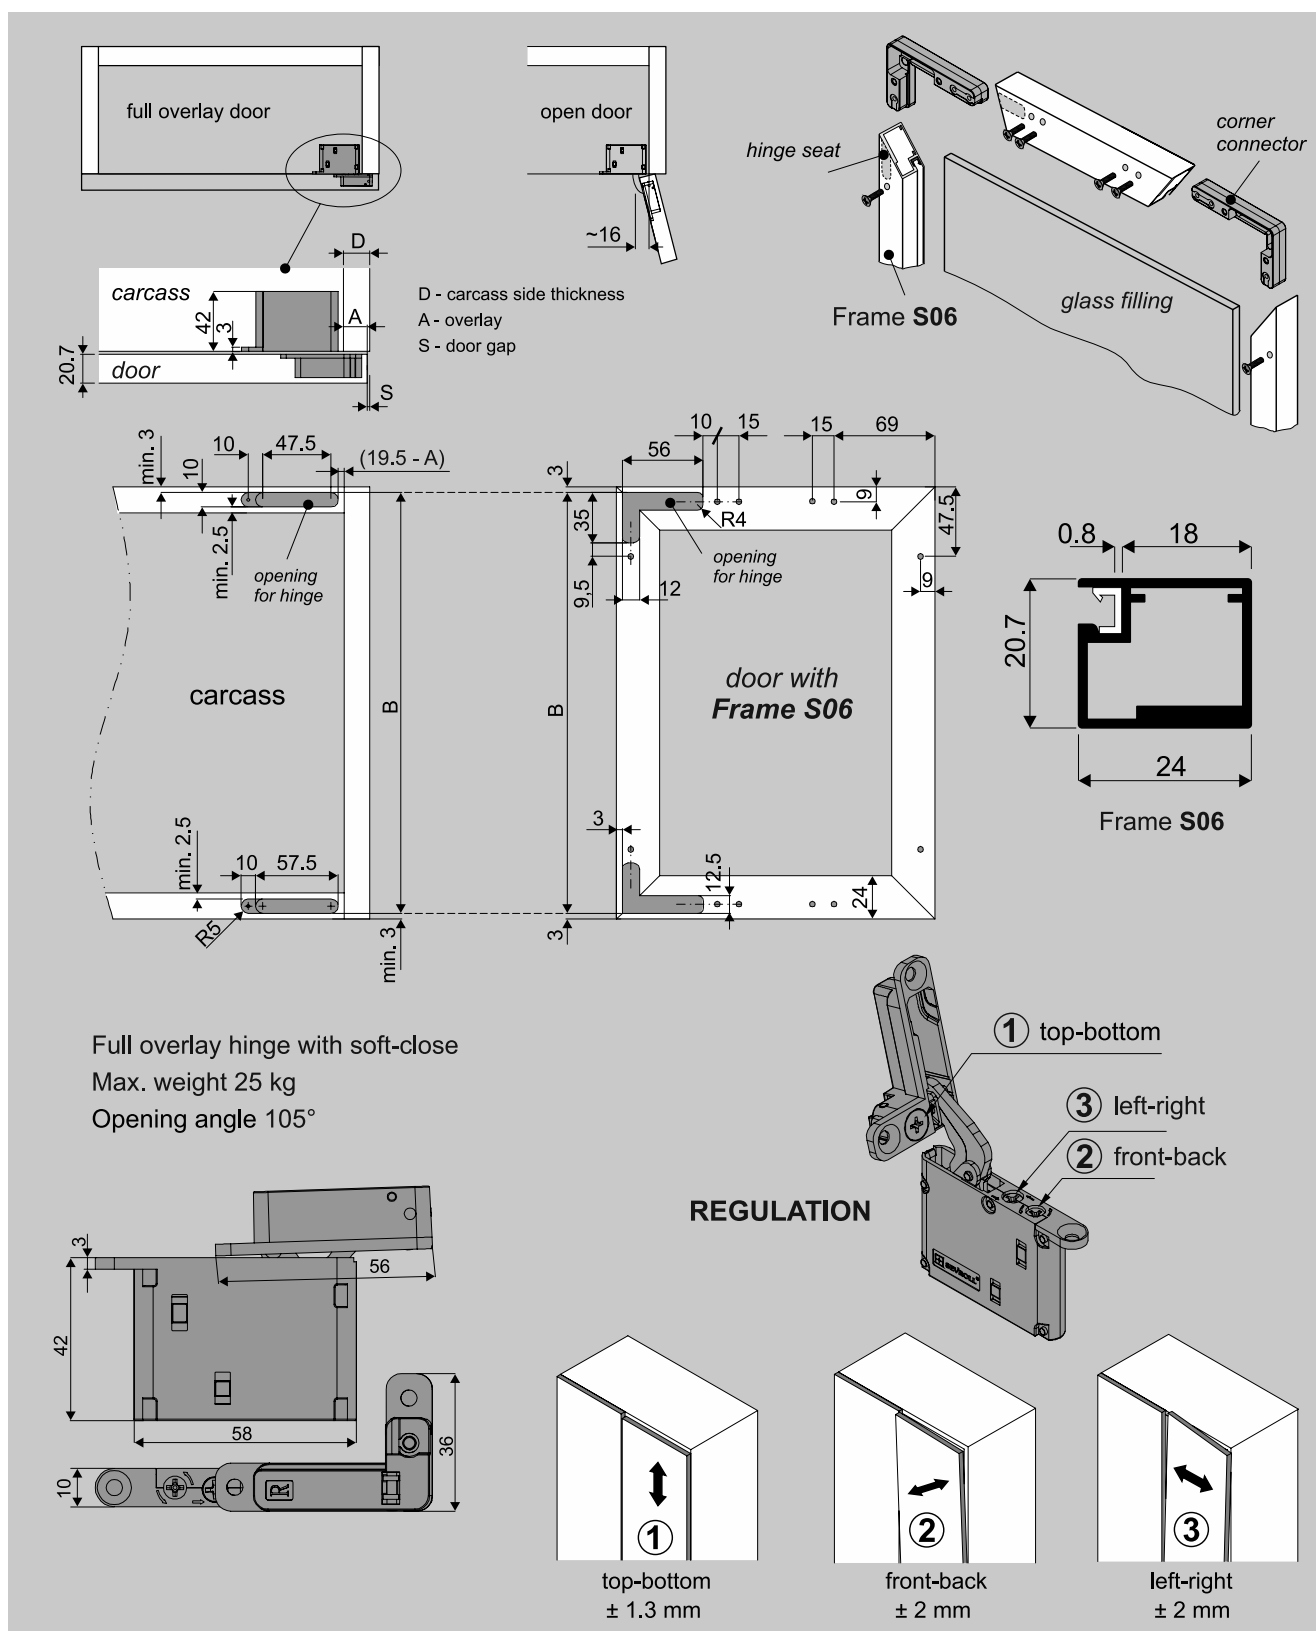 full overlay door
open door
~16
hinge seat
corner
connector
glass filling
Frame S06
D
carcass
42
3
A
20.7
door
S
D - carcass side thickness
A - overlay
S - door gap
min. 3
10
10
47.5
(19.5 - A)
min. 2.5
opening
for hinge
carcass
B
min. 2.5
10
57.5
R5
min. 3
3
56
10
15
15
69
35
R4
9
47.5
opening
for hinge
9,5
12
9
B
door with
Frame S06
3
12.5
24
3
0.8
18
20.7
24
Frame S06
Full overlay hinge with soft-close
Max. weight 25 kg
Opening angle 105°
1 top-bottom
3 left-right
2 front-back
REGULATION
3
56
42
58
36
10
R
1
2
3
top-bottom
± 1.3 mm
front-back
± 2 mm
left-right
± 2 mm